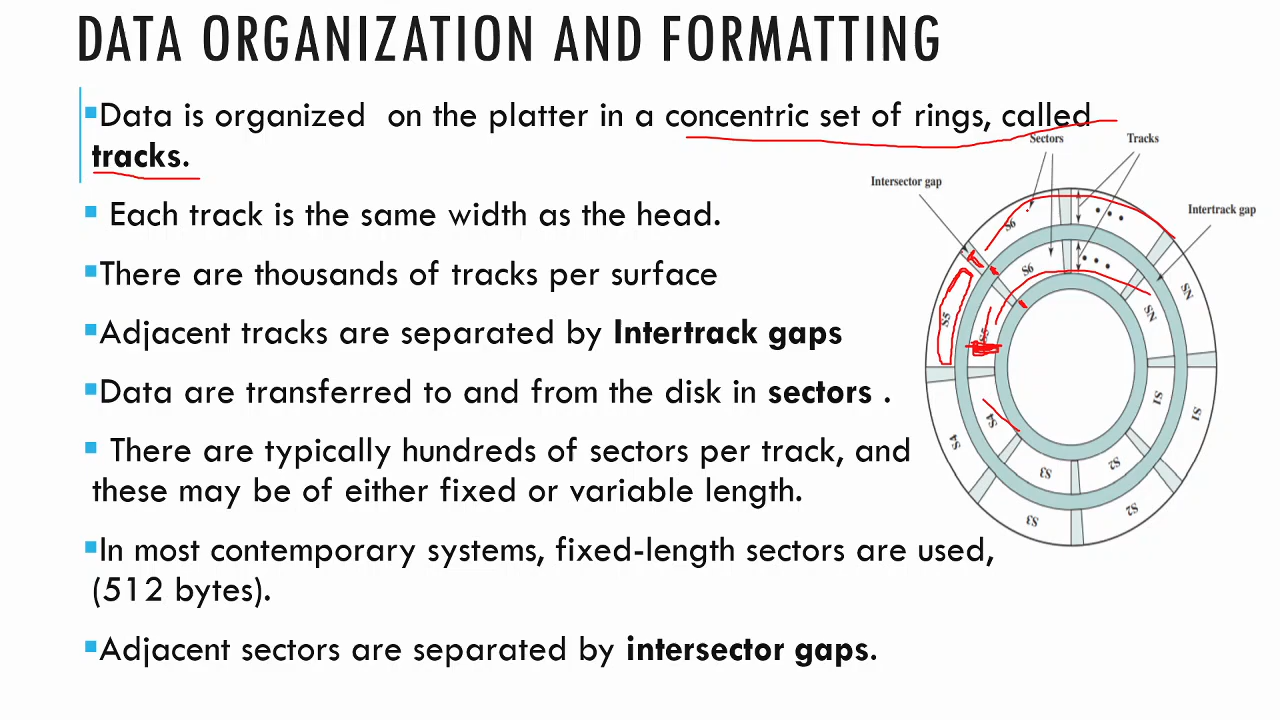 DATA ORGANIZATION AND FORMATTING
▪Data is organized on the platter in a concentric set of rings, called
tracks.
▪ Each track is the same width as the head.
▪There are thousands of tracks per surface
▪Adjacent tracks are separated by Intertrack gaps
▪Data are transferred to and from the disk in sectors .
▪ There are typically hundreds of sectors per track, and
these may be of either fixed or variable length.
▪In most contemporary systems, fixed-length sectors are used,
(512 bytes).
▪Adjacent sectors are separated by intersector gaps.
Sectors
Tracks
Intersector gap
Intertrack gap
S6
• • •
SN
S6
• • •
SN
S5
S5
S4
S4
S3
S3
S2
S2
S1
S1